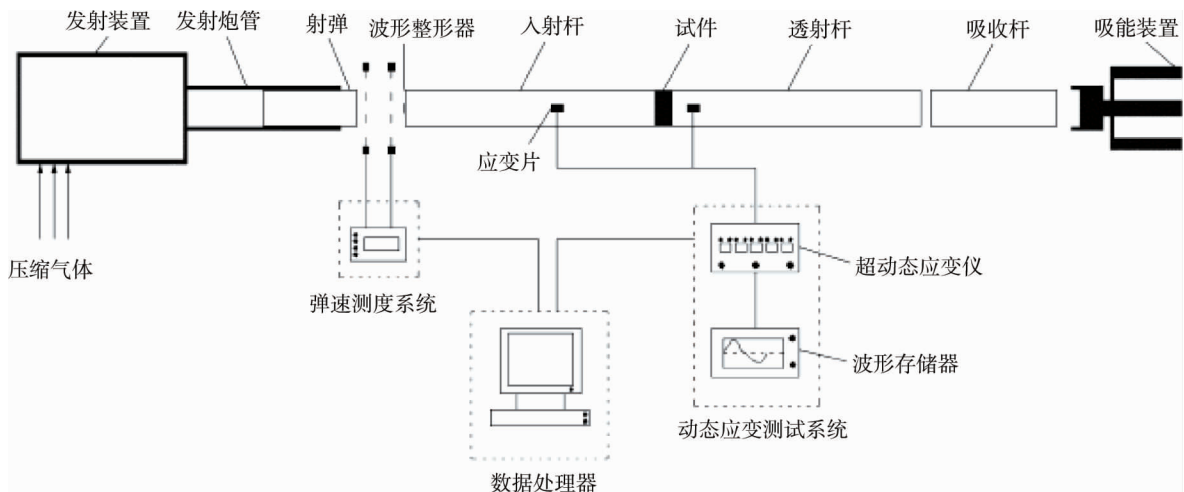 发射装置
发射炮管
射弹
波形整形器
入射杆
试件
透射杆
吸收杆
吸能装置
应变片
压缩气体
弹速测度系统
超动态应变仪
波形存储器
动态应变测试系统
数据处理器